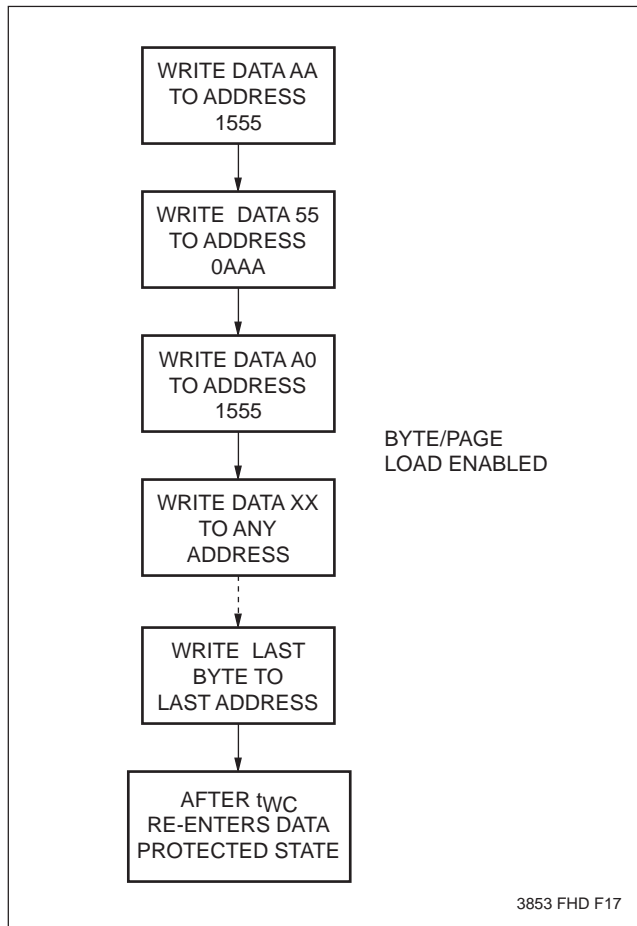 WRITE DATA AA
TO ADDRESS
1555
WRITE DATA 55
TO ADDRESS
0AAA
WRITE DATA A0
TO ADDRESS
1555
BYTE/PAGE
LOAD ENABLED
WRITE DATA XX
TO ANY
ADDRESS
WRITE LAST
BYTE TO
LAST ADDRESS
AFTER tWC
RE-ENTERS DATA
PROTECTED STATE
3853 FHD F17